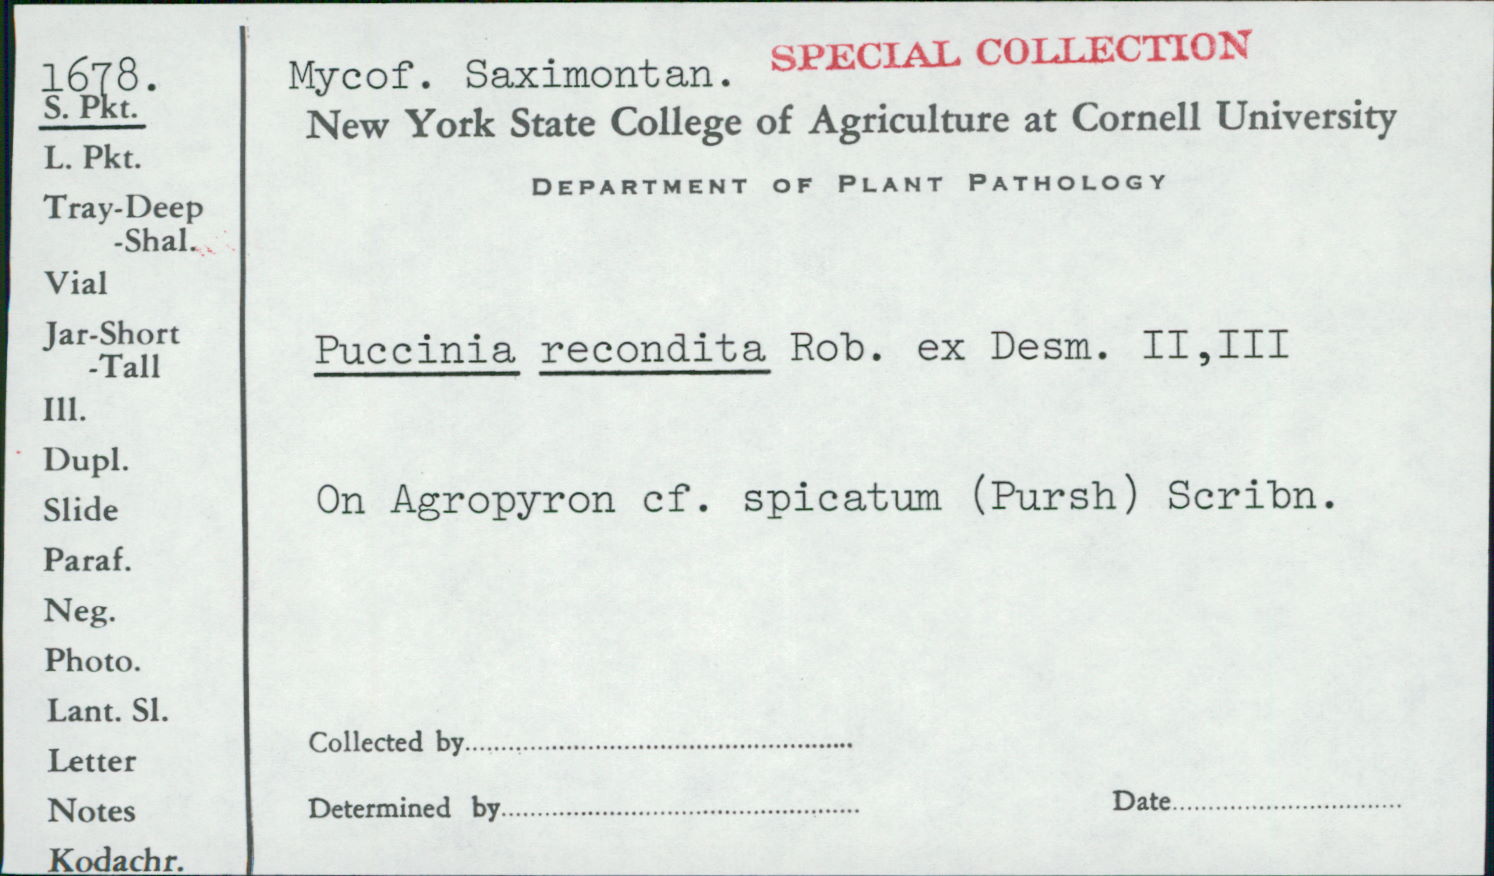 1678.
S. Pkt.
L. Pkt.
Tray-Deep
-Shal.
Vial
Jar-Short
-Tall
Ill.
Dupl.
Slide
Paraf.
Neg.
Photo.
Lant. Sl.
Letter
Notes
Kodachr.
Mycof. Saximontan. SPECIAL COLLECTION
New York State College of Agriculture at Cornell University
DEPARTMENT OF PLANT PATHOLOGY
Puccinia recondita Rob. ex Desm. II,III
On Agropyron cf. spicatum (Pursh) Scribn.
Collected by
Determined by
Date